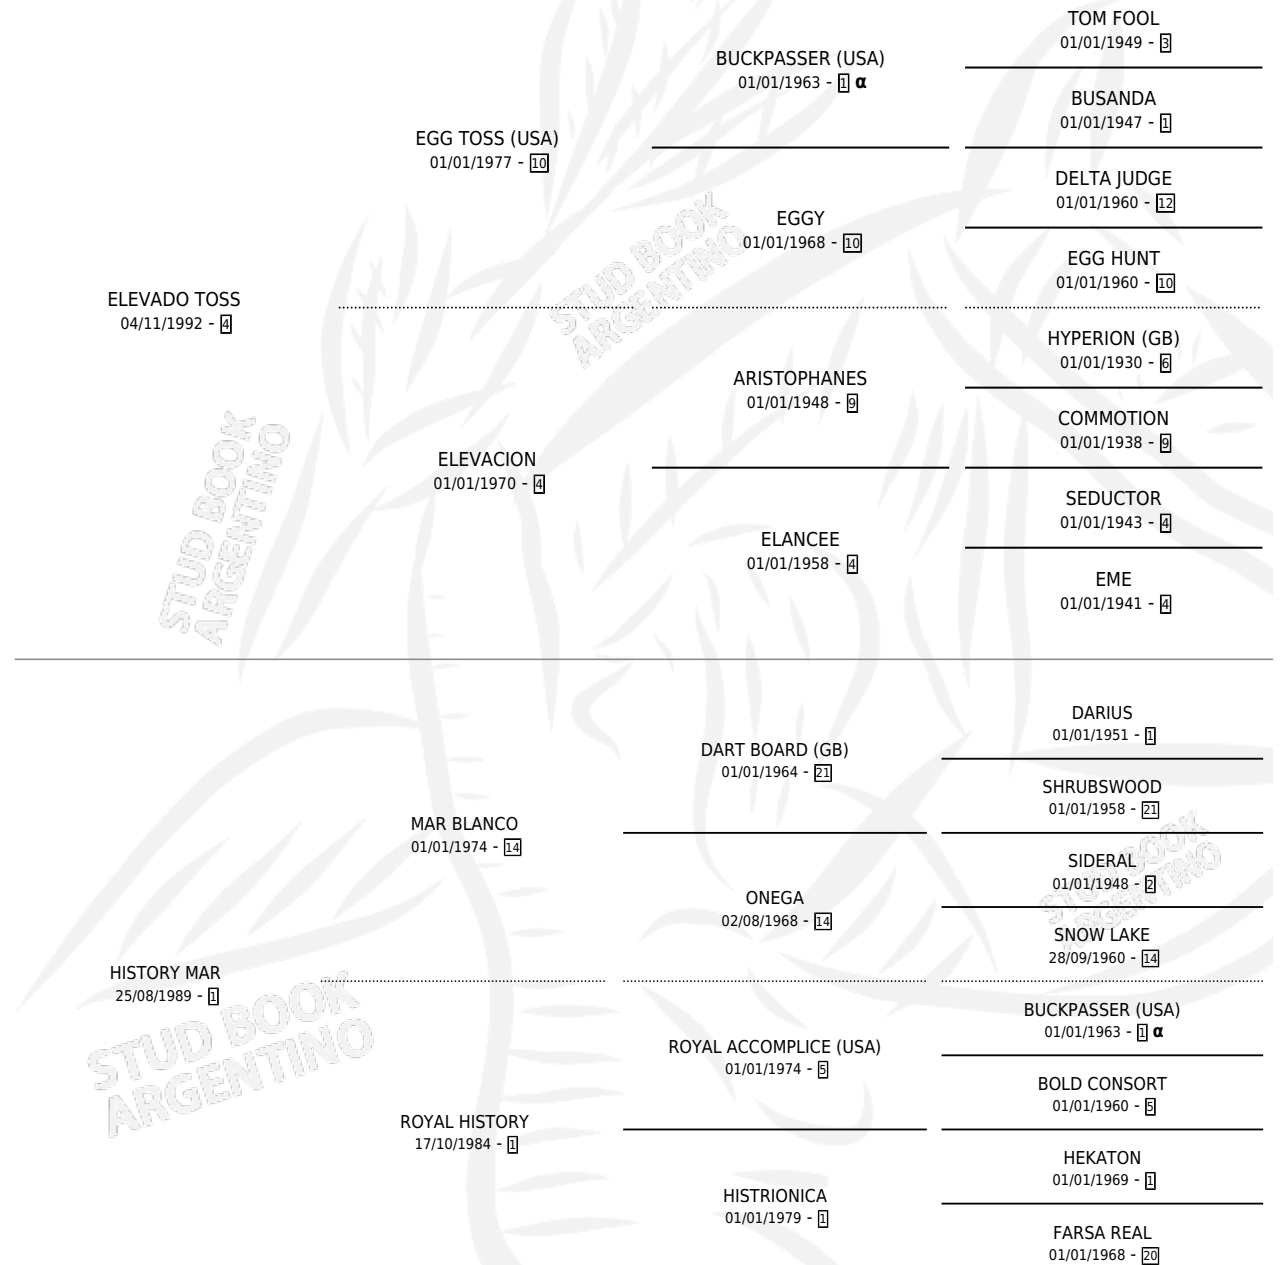 TOM FOOL
01/01/1949 - 3
BUCKPASSER (USA)
01/01/1963 - 1 α
BUSANDA
01/01/1947 - 1
EGG TOSS (USA)
01/01/1977 - 10
DELTA JUDGE
01/01/1960 - 12
EGGY
01/01/1968 - 10
EGG HUNT
01/01/1960 - 10
ELEVADO TOSS
04/11/1992 - 4
HYPERION (GB)
01/01/1930 - 6
ARISTOPHANES
01/01/1948 - 9
COMMOTION
01/01/1938 - 9
ELEVACION
01/01/1970 - 4
SEDUCTOR
01/01/1943 - 4
ELANCEE
01/01/1958 - 4
EME
01/01/1941 - 4
DARIUS
01/01/1951 - 1
DART BOARD (GB)
01/01/1964 - 21
SHRUBSWOOD
01/01/1958 - 21
MAR BLANCO
01/01/1974 - 14
SIDERAL
01/01/1948 - 2
ONEGA
02/08/1968 - 14
SNOW LAKE
28/09/1960 - 14
HISTORY MAR
25/08/1989 - 1
BUCKPASSER (USA)
01/01/1963 - 1 α
ROYAL ACCOMPLICE (USA)
01/01/1974 - 5
BOLD CONSORT
01/01/1960 - 5
ROYAL HISTORY
17/10/1984 - 1
HEKATON
01/01/1969 - 1
HISTRIONICA
01/01/1979 - 1
FARSA REAL
01/01/1968 - 20
STUD BOOK
ARGENTINO
STUD BOOK
ARGENTINO
STUD BOOK
ARGENTINO
STUD BOOK
ARGENTINO